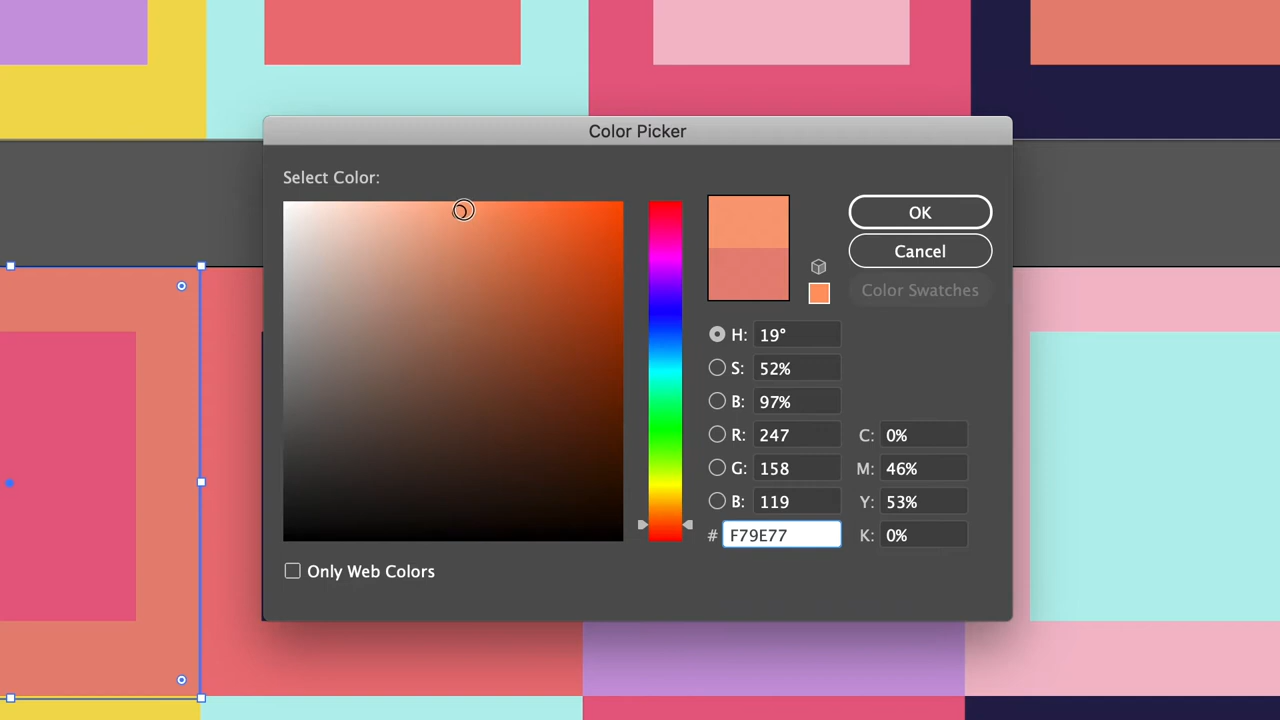 Color Picker
Select Color:
OK
Cancel
Color Swatches
H: 19°
S: 52%
B: 97%
R: 247 C: 0%
G: 158 M: 46%
B: 119 Y: 53%
# F79E77 K: 0%
Only Web Colors